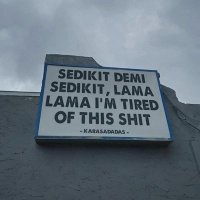 SEDIKIT DEMI
SEDIKIT, LAMA
LAMA I'M TIRED
OF THIS SHIT
- KARASADADAS -